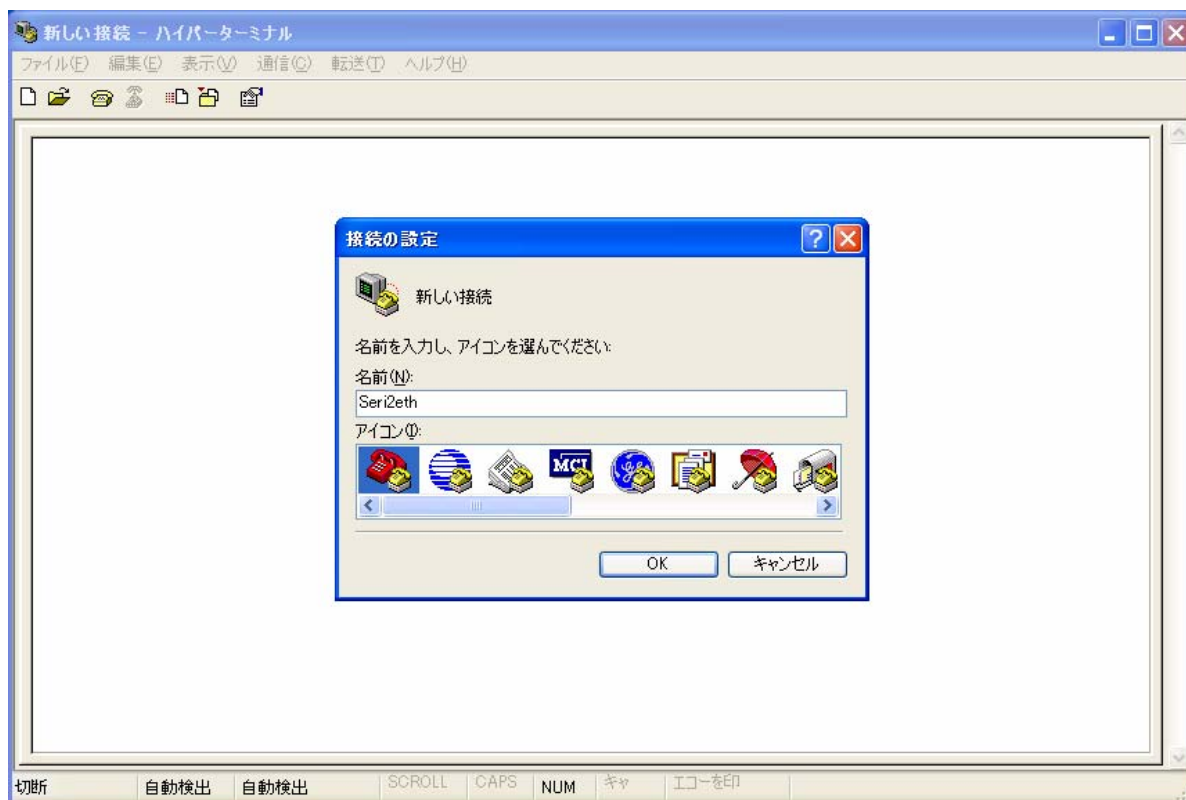 新しい接続 - ハイパーターミナル
ファイル(F) 編集(E) 表示(V) 通信(C) 転送(T) ヘルプ(H)
接続の設定
新しい接続
名前を入力し、アイコンを選んでください:
名前(N):
Seri2eth
アイコン(I):
MCI
OK キャンセル
切断 自動検出 自動検出 SCROLL CAPS NUM キャ エコーを印